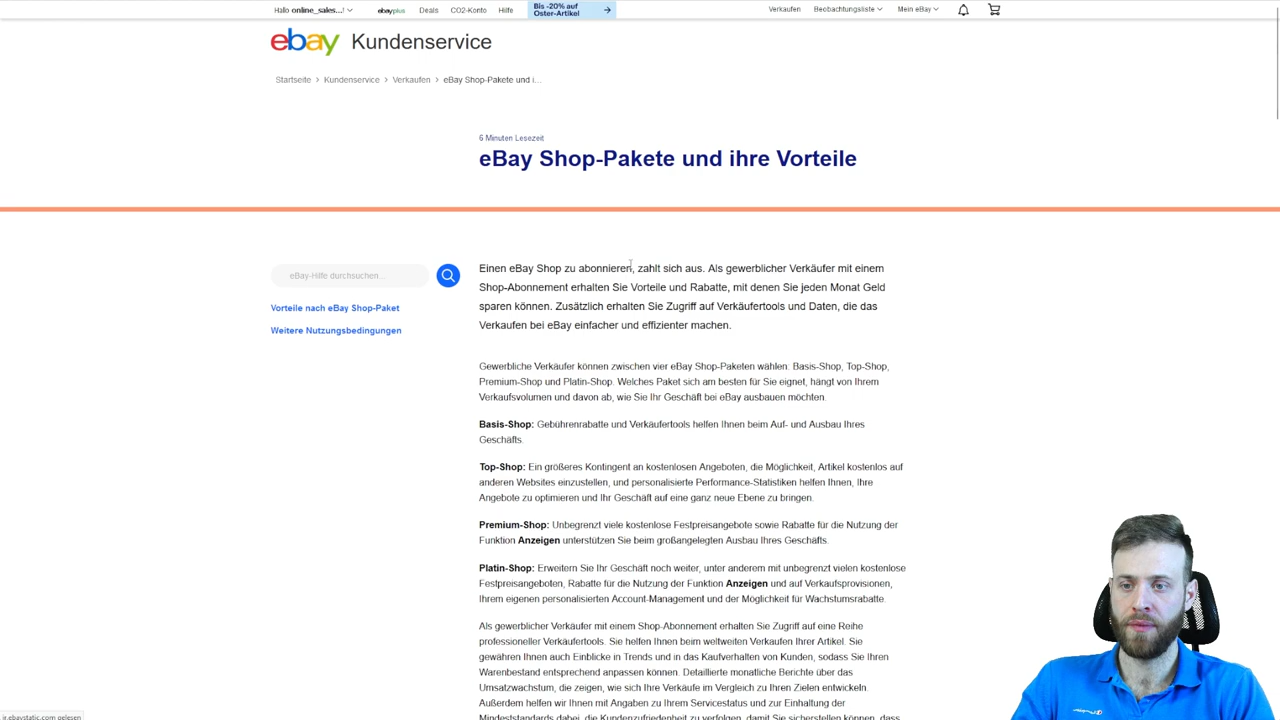 Hallo online_sales...!
ebayplus
Deals
CO2-Konto
Hilfe
Bis -20% auf
Oster-Artikel
Verkaufen
Beobachtungsliste
Mein eBay
ebay Kundenservice
Startseite > Kundenservice > Verkaufen > eBay Shop-Pakete und i...
6 Minuten Lesezeit
eBay Shop-Pakete und ihre Vorteile
eBay-Hilfe durchsuchen...
Vorteile nach eBay Shop-Paket
Weitere Nutzungsbedingungen
Einen eBay Shop zu abonnieren, zahlt sich aus. Als gewerblicher Verkäufer mit einem
Shop-Abonnement erhalten Sie Vorteile und Rabatte, mit denen Sie jeden Monat Geld
sparen können. Zusätzlich erhalten Sie Zugriff auf Verkäufertools und Daten, die das
Verkaufen bei eBay einfacher und effizienter machen.
Gewerbliche Verkäufer können zwischen vier eBay Shop-Paketen wählen: Basis-Shop, Top-Shop,
Premium-Shop und Platin-Shop. Welches Paket sich am besten für Sie eignet, hängt von Ihrem
Verkaufsvolumen und davon ab, wie Sie Ihr Geschäft bei eBay ausbauen möchten.
Basis-Shop: Gebührenrabatte und Verkäufertools helfen Ihnen beim Auf- und Ausbau Ihres
Geschäfts.
Top-Shop: Ein größeres Kontingent an kostenlosen Angeboten, die Möglichkeit, Artikel kostenlos auf
anderen Websites einzustellen, und personalisierte Performance-Statistiken helfen Ihnen, Ihre
Angebote zu optimieren und Ihr Geschäft auf eine ganz neue Ebene zu bringen.
Premium-Shop: Unbegrenzt viele kostenlose Festpreisangebote sowie Rabatte für die Nutzung der
Funktion Anzeigen unterstützen Sie beim großangelegten Ausbau Ihres Geschäfts.
Platin-Shop: Erweitern Sie Ihr Geschäft noch weiter, unter anderem mit unbegrenzt vielen kostenlose
Festpreisangeboten, Rabatte für die Nutzung der Funktion Anzeigen und auf Verkaufsprovisionen,
Ihrem eigenen personalisierten Account-Management und der Möglichkeit für Wachstumsrabatte.
Als gewerblicher Verkäufer mit einem Shop-Abonnement erhalten Sie Zugriff auf eine Reihe
professioneller Verkäufertools. Sie helfen Ihnen beim weltweiten Verkaufen Ihrer Artikel. Sie
gewähren Ihnen auch Einblicke in Trends und in das Kaufverhalten von Kunden, sodass Sie Ihren
Warenbestand entsprechend anpassen können. Detaillierte monatliche Berichte über das
Umsatzwachstum, die zeigen, wie sich Ihre Verkäufe im Vergleich zu Ihren Zielen entwickeln.
Außerdem helfen wir Ihnen mit Angaben zu Ihrem Servicestatus und zur Einhaltung der
Mindeststandards dabei, die Kundenzufriedenheit zu verfolgen, damit Sie sicherstellen können, dass
ir.ebaystatic.com gelesen